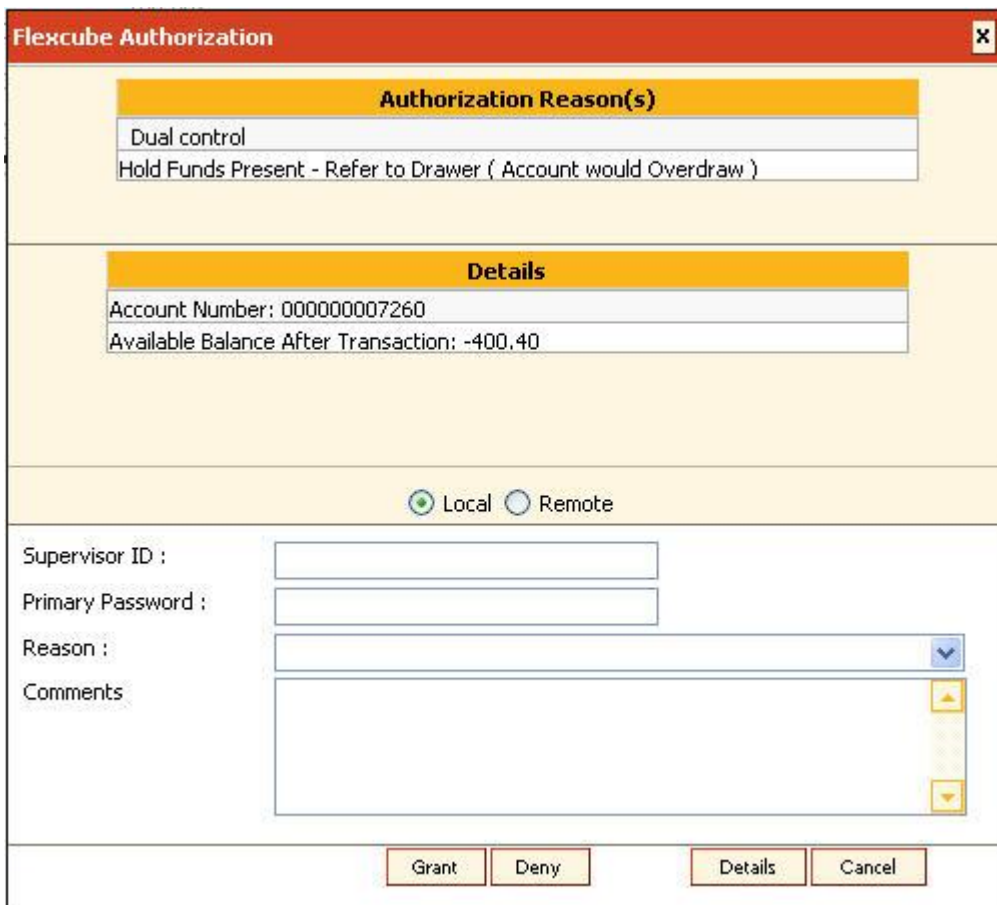 Flexcube Authorization
Authorization Reason(s)
Dual control
Hold Funds Present - Refer to Drawer ( Account would Overdraw )
Details
Account Number: 000000007260
Available Balance After Transaction: -400.40
Local Remote
Supervisor ID :
Primary Password :
Reason :
Comments
Grant Deny Details Cancel